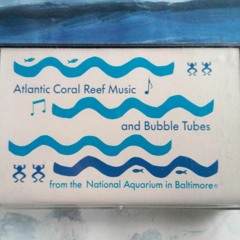 Atlantic Coral Reef Music
and Bubble Tubes
from the National Aquarium in Baltimore®